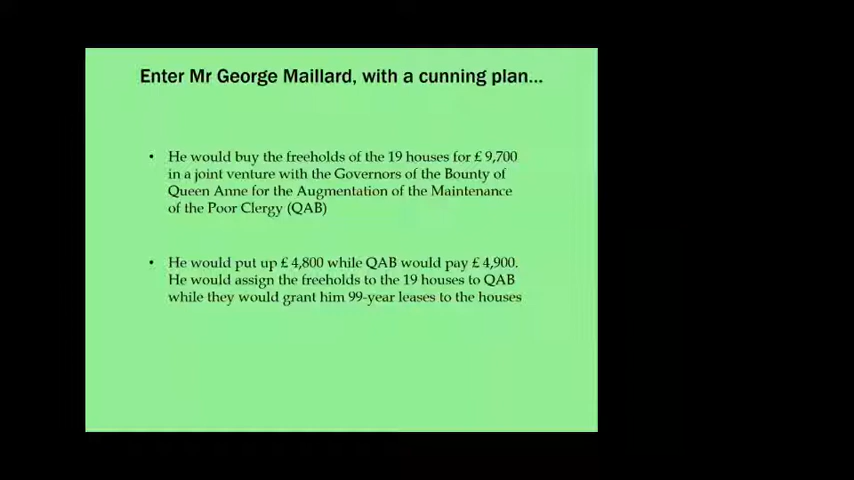 Enter Mr George Maillard, with a cunning plan...
• He would buy the freeholds of the 19 houses for £ 9,700
in a joint venture with the Governors of the Bounty of
Queen Anne for the Augmentation of the Maintenance
of the Poor Clergy (QAB)
• He would put up £ 4,800 while QAB would pay £ 4,900.
He would assign the freeholds to the 19 houses to QAB
while they would grant him 99-year leases to the houses